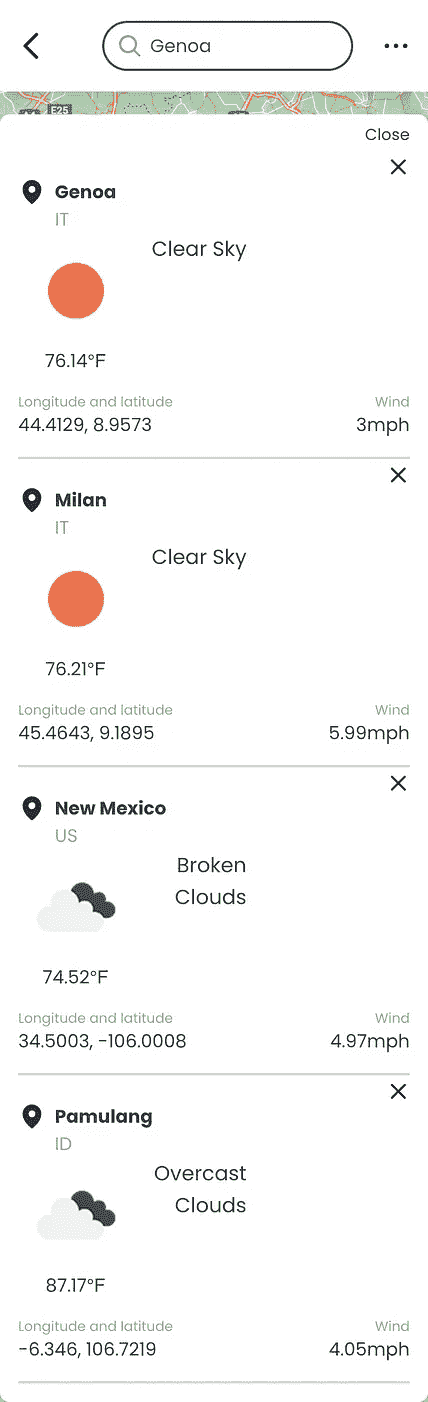 Genoa
E25
Close
Genoa
IT
Clear Sky
76.14°F
Longitude and latitude
Wind
44.4129, 8.9573
3mph
Milan
IT
Clear Sky
76.21°F
Longitude and latitude
Wind
45.4643, 9.1895
5.99mph
New Mexico
US
Broken
Clouds
74.52°F
Longitude and latitude
Wind
34.5003, -106.0008
4.97mph
Pamulang
ID
Overcast
Clouds
87.17°F
Longitude and latitude
Wind
-6.346, 106.7219
4.05mph